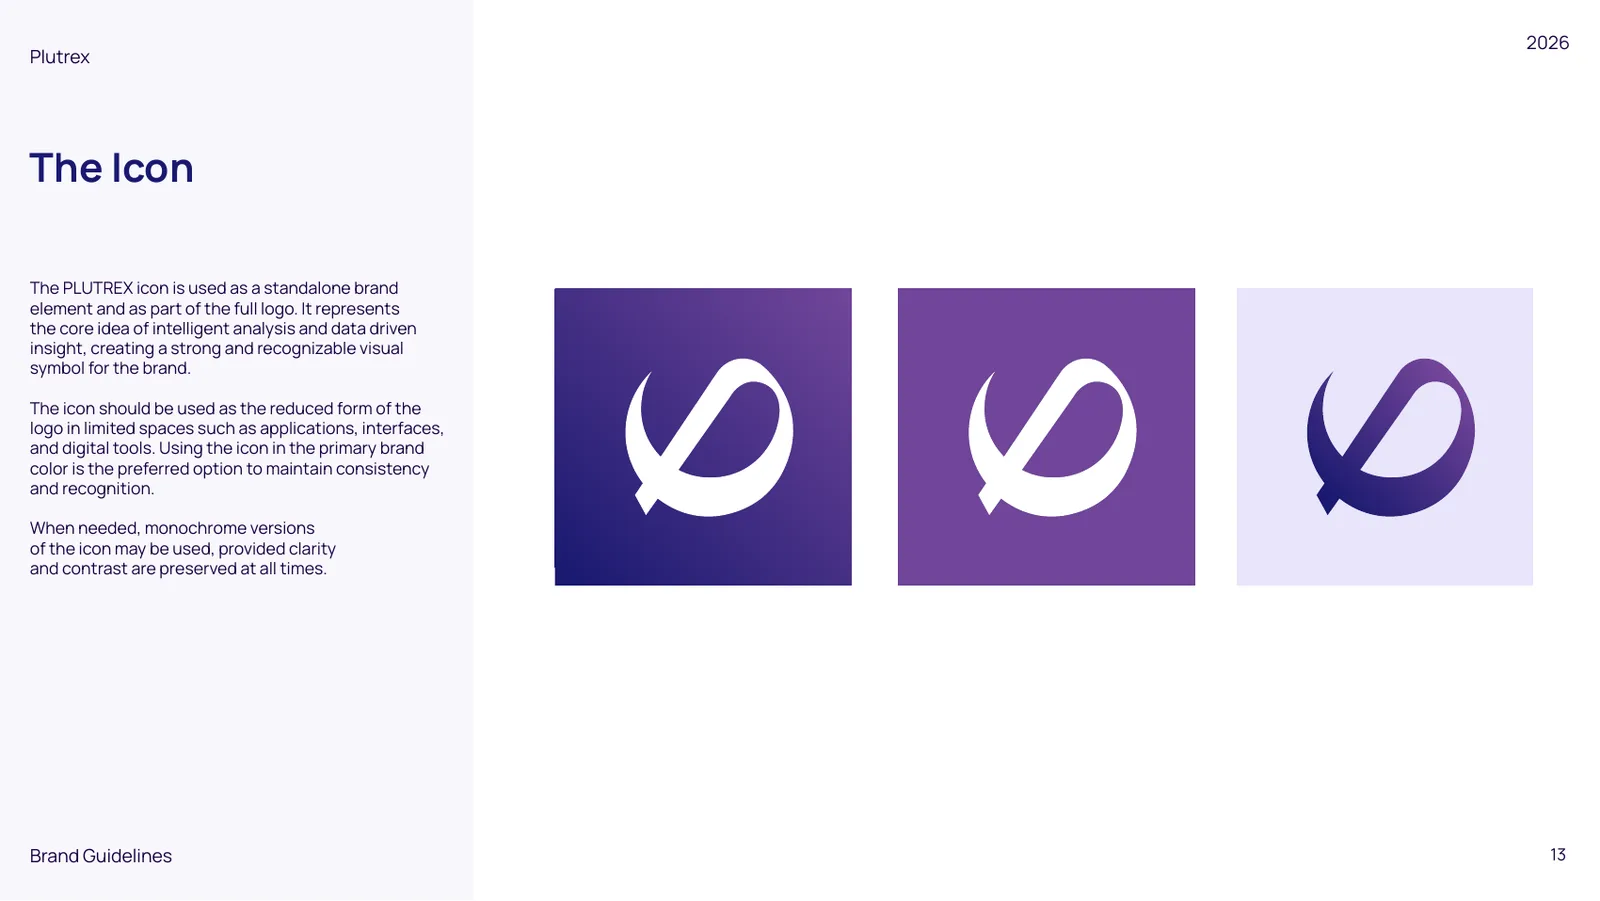 Plutrex
2026
The Icon
The PLUTREX icon is used as a standalone brand
element and as part of the full logo. It represents
the core idea of intelligent analysis and data driven
insight, creating a strong and recognizable visual
symbol for the brand.
The icon should be used as the reduced form of the
logo in limited spaces such as applications, interfaces,
and digital tools. Using the icon in the primary brand
color is the preferred option to maintain consistency
and recognition.
When needed, monochrome versions
of the icon may be used, provided clarity
and contrast are preserved at all times.
Brand Guidelines
13